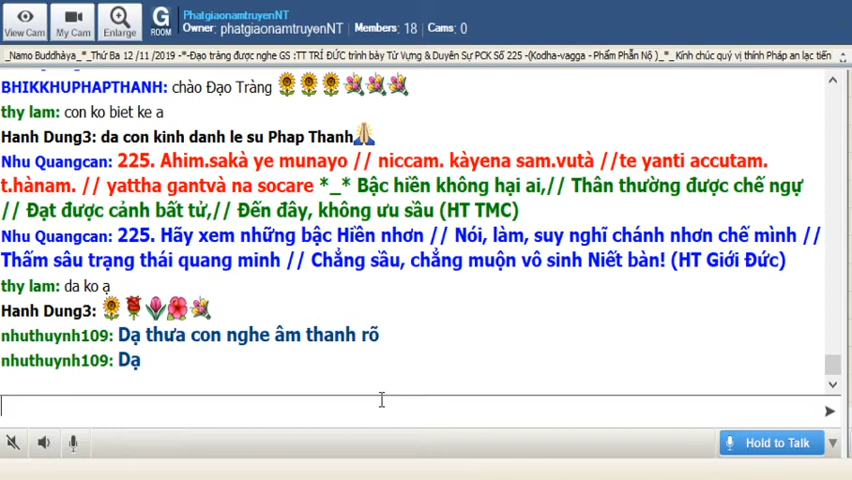 View Cam
My Cam
Enlarge
G
ROOM
PhatgiaonamtruyenNT
Owner: phatgiaonamtruyenNT Members: 18 Cams: 0
_Namo Buddhàya_*_Thứ Ba 12 /11 /2019 -*-Đạo tràng được nghe GS :TT TRÍ ĐỨC trình bày Từ Vựng & Duyên Sự PCK Số 225 -(Kodha-vagga - Phẩm Phẫn Nộ )_*_ Kính chúc quý vị thính Pháp an lạc tiến
BHIKKHUPHAPTHANH: chào Đạo Tràng
thy lam: con ko biet ke a
Hanh Dung3: da con kinh danh le su Phap Thanh
Nhu Quangcan: 225. Ahim.sakà ye munayo // niccam. kàyena sam.vutà //te yanti accutam.
t.hànam. // yattha gantvà na socare *_* Bậc hiền không hại ai,// Thân thường được chế ngự
// Đạt được cảnh bất tử,// Đến đây, không ưu sầu (HT TMC)
Nhu Quangcan: 225. Hãy xem những bậc Hiền nhơn // Nói, làm, suy nghĩ chánh nhơn chế mình //
Thấm sâu trạng thái quang minh // Chẳng sầu, chẳng muộn vô sinh Niết bàn! (HT Giới Đức)
thy lam: da ko ạ
Hanh Dung3:
nhuthuynh109: Dạ thưa con nghe âm thanh rõ
nhuthuynh109: Dạ
Hold to Talk